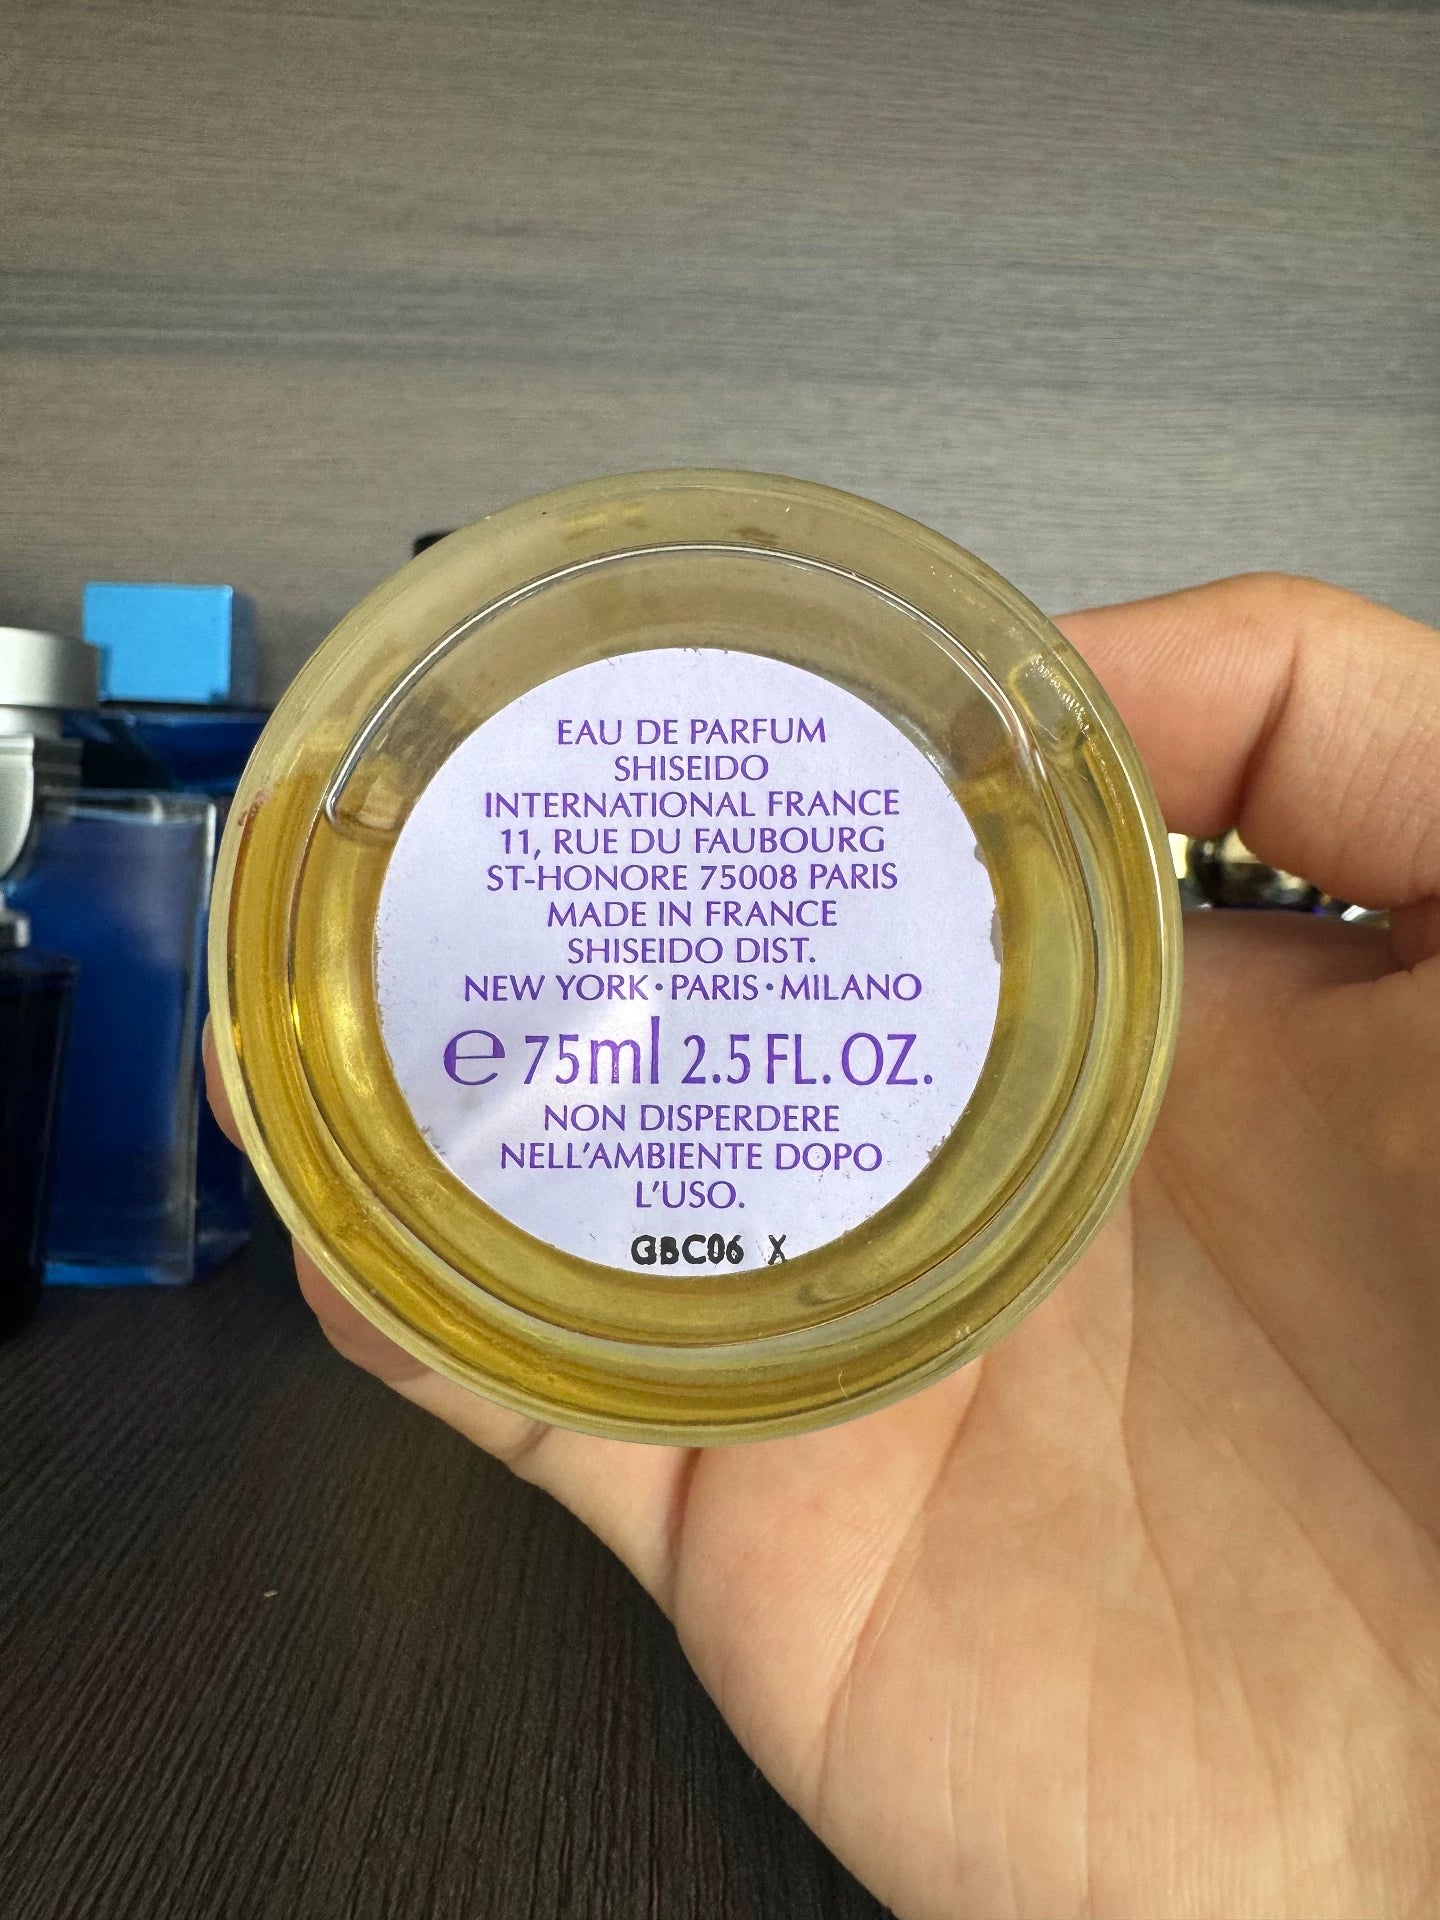 EAU DE PARFUM
SHISEIDO
INTERNATIONAL FRANCE
11, RUE DU FAUBOURG
ST-HONORE 75008 PARIS
MADE IN FRANCE
SHISEIDO DIST.
NEW YORK·PARIS·MILANO
e 75ml 2.5 FL. OZ.
NON DISPERDERE
NELL'AMBIENTE DOPO
L'USO.
GBC06 X